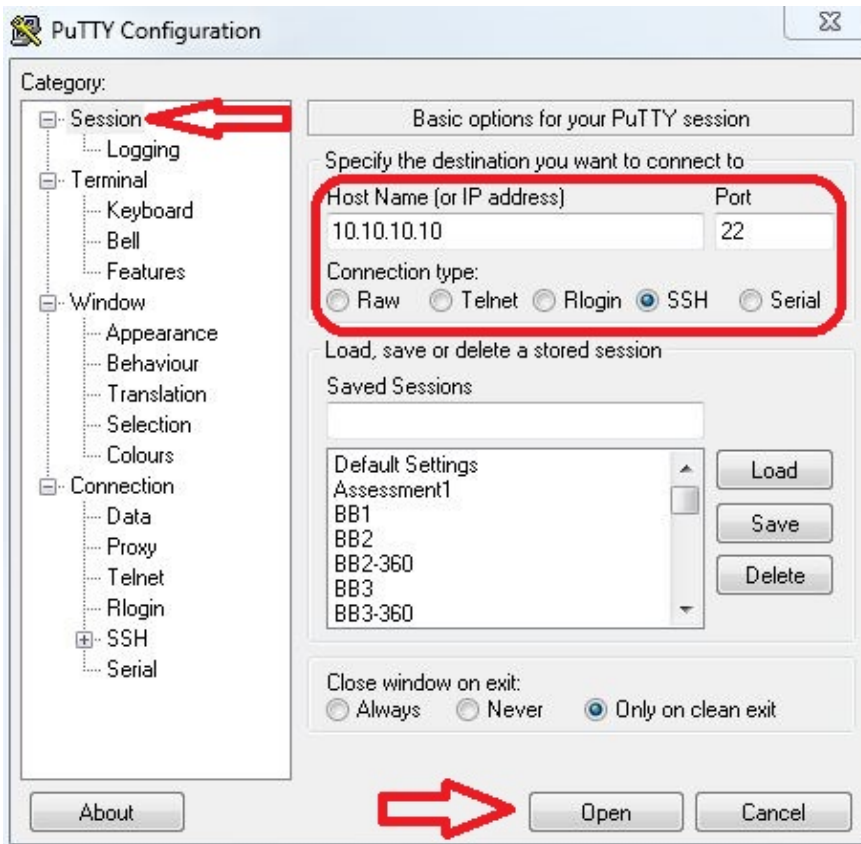 PuTTY Configuration
Category:
Session
Logging
Terminal
Keyboard
Bell
Features
Window
Appearance
Behaviour
Translation
Selection
Colours
Connection
Data
Proxy
Telnet
Rlogin
SSH
Serial
Basic options for your PuTTY session
Specify the destination you want to connect to
Host Name (or IP address) Port
10.10.10.10 22
Connection type:
Raw Telnet Rlogin SSH Serial
Load, save or delete a stored session
Saved Sessions
Default Settings
Assessment1
BB1
BB2
BB2-360
BB3
BB3-360
Load
Save
Delete
Close window on exit:
Always Never Only on clean exit
About Open Cancel